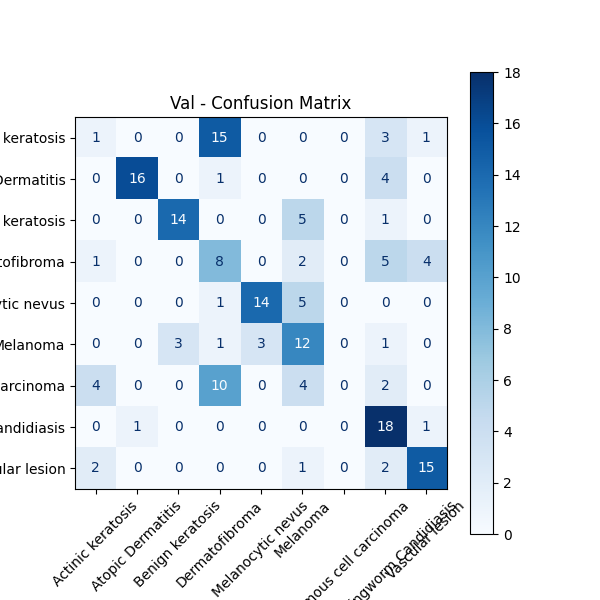 Val - Confusion Matrix
keratosis 1 0 0 15 0 0 0 3 1
Dermatitis 0 16 0 1 0 0 0 4 0
keratosis 0 0 14 0 0 5 0 1 0
tofibroma 1 0 0 8 0 2 0 5 4
ytic nevus 0 0 0 1 14 5 0 0 0
Melanoma 0 0 3 1 3 12 0 1 0
arcinoma 4 0 0 10 0 4 0 2 0
andidiasis 0 1 0 0 0 0 0 18 1
ular lesion 2 0 0 0 0 1 0 2 15
Actinic keratosis
Atopic Dermatitis
Benign keratosis
Dermatofibroma
Melanocytic nevus
Melanoma
mous cell carcinoma
ngworm Candidiasis
Vascular lesion
18
16
14
12
10
8
6
4
2
0